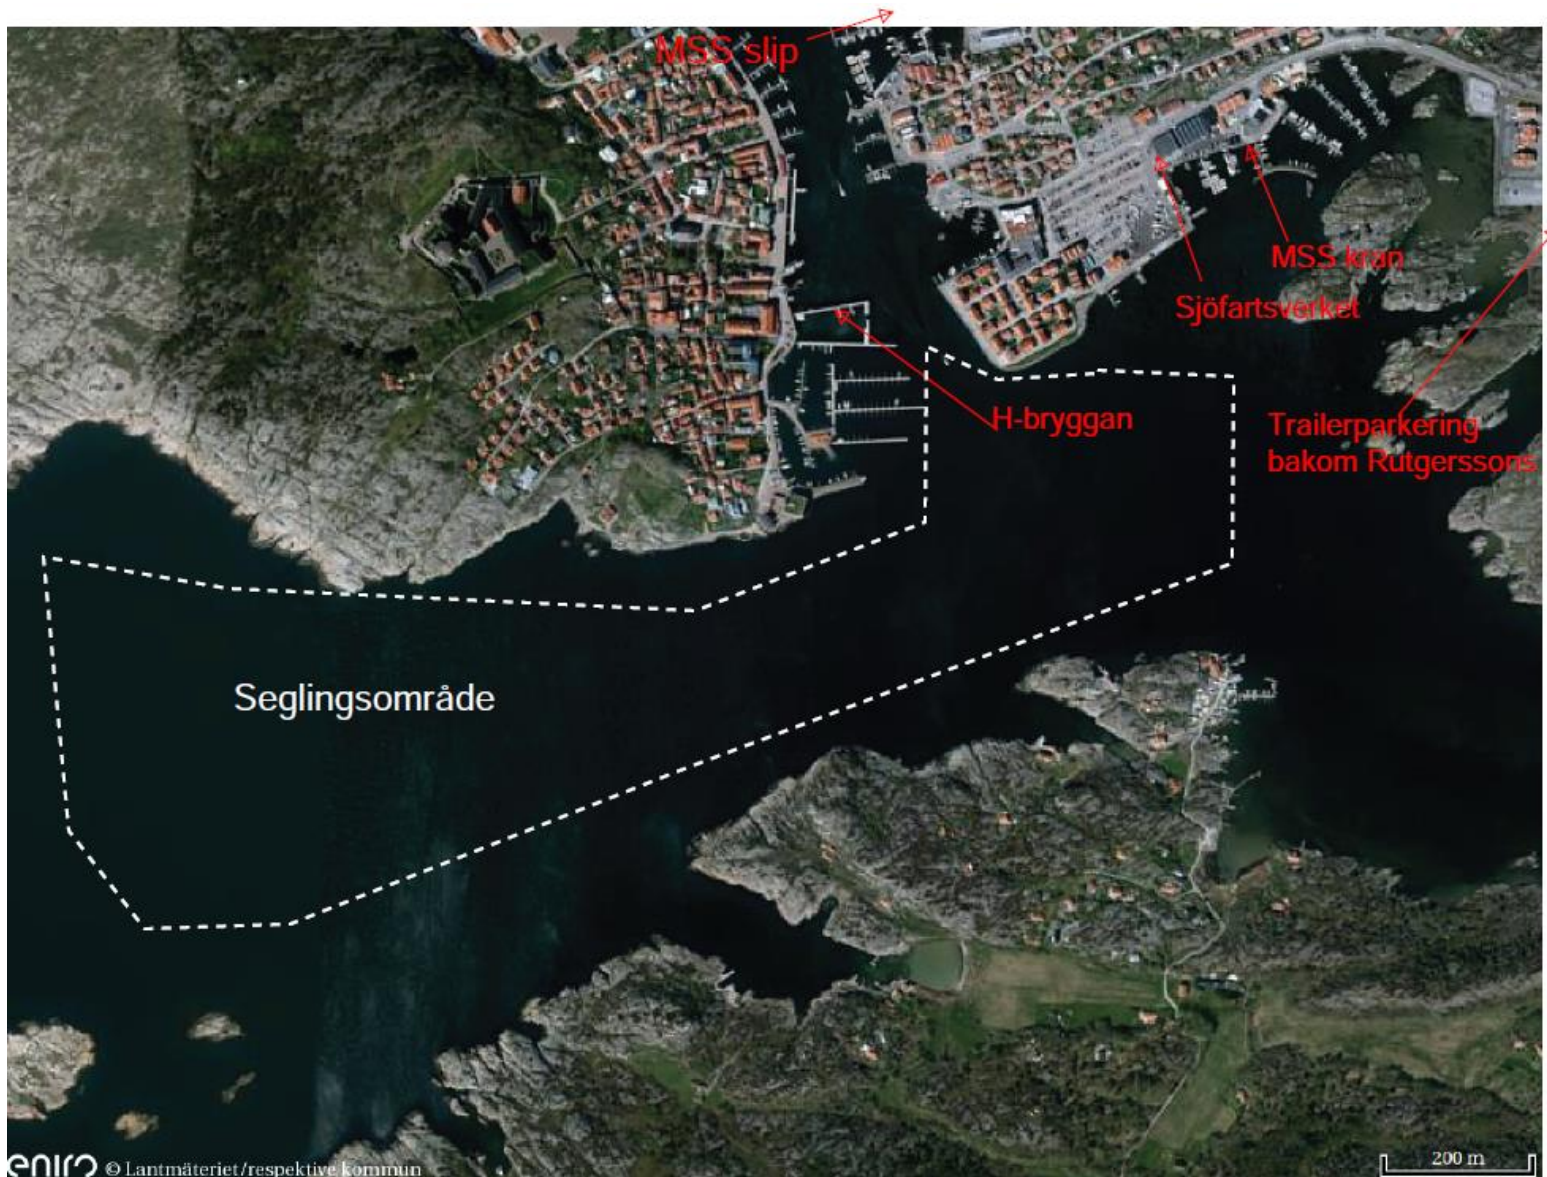 MSS slip
MSS kran
Sjöfartsverket
H-bryggan
Trailerparkering
bakom Rutgerssons
Seglingsområde
eniro © Lantmäteriet/respektive kommun
200 m